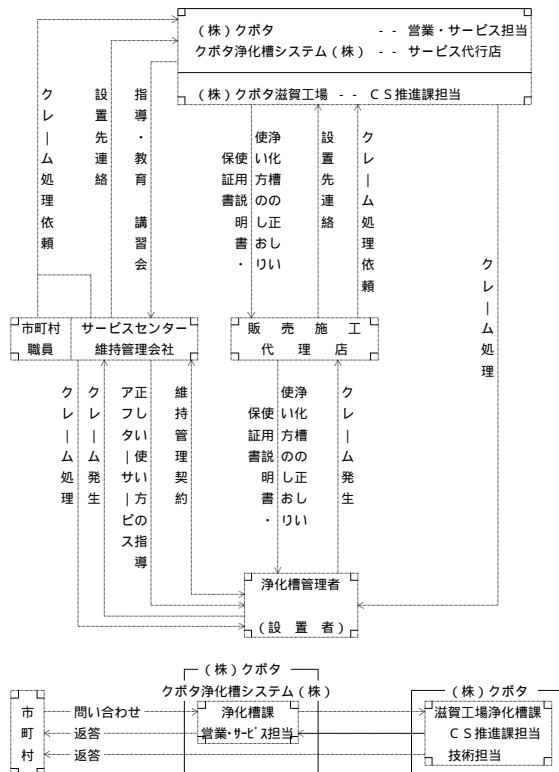 (株)クボタ -- 営業・サービス担当
クボタ浄化槽システム(株) -- サービス代行店
(株)クボタ滋賀工場 -- CS推進課担当
クレーム処理依頼
設置先連絡
指導・教育 講習会
浄化槽の正しい
使い方のしおり
使用説明書・
保証書
設置先連絡
クレーム処理依頼
クレーム処理
市町村
職員
サービスセンター
維持管理会社
販売施工
代理店
クレーム処理
クレーム発生
正しい使い方の指導
アフターサービス
維持管理契約
浄化槽の正しい
使い方のしおり
使用説明書・
保証書
クレーム発生
浄化槽管理者
(設置者)
(株)クボタ
クボタ浄化槽システム(株)
(株)クボタ
市町村
問い合わせ
返答
返答
浄化槽課
営業・サービス担当
滋賀工場浄化槽課
CS推進課担当
技術担当